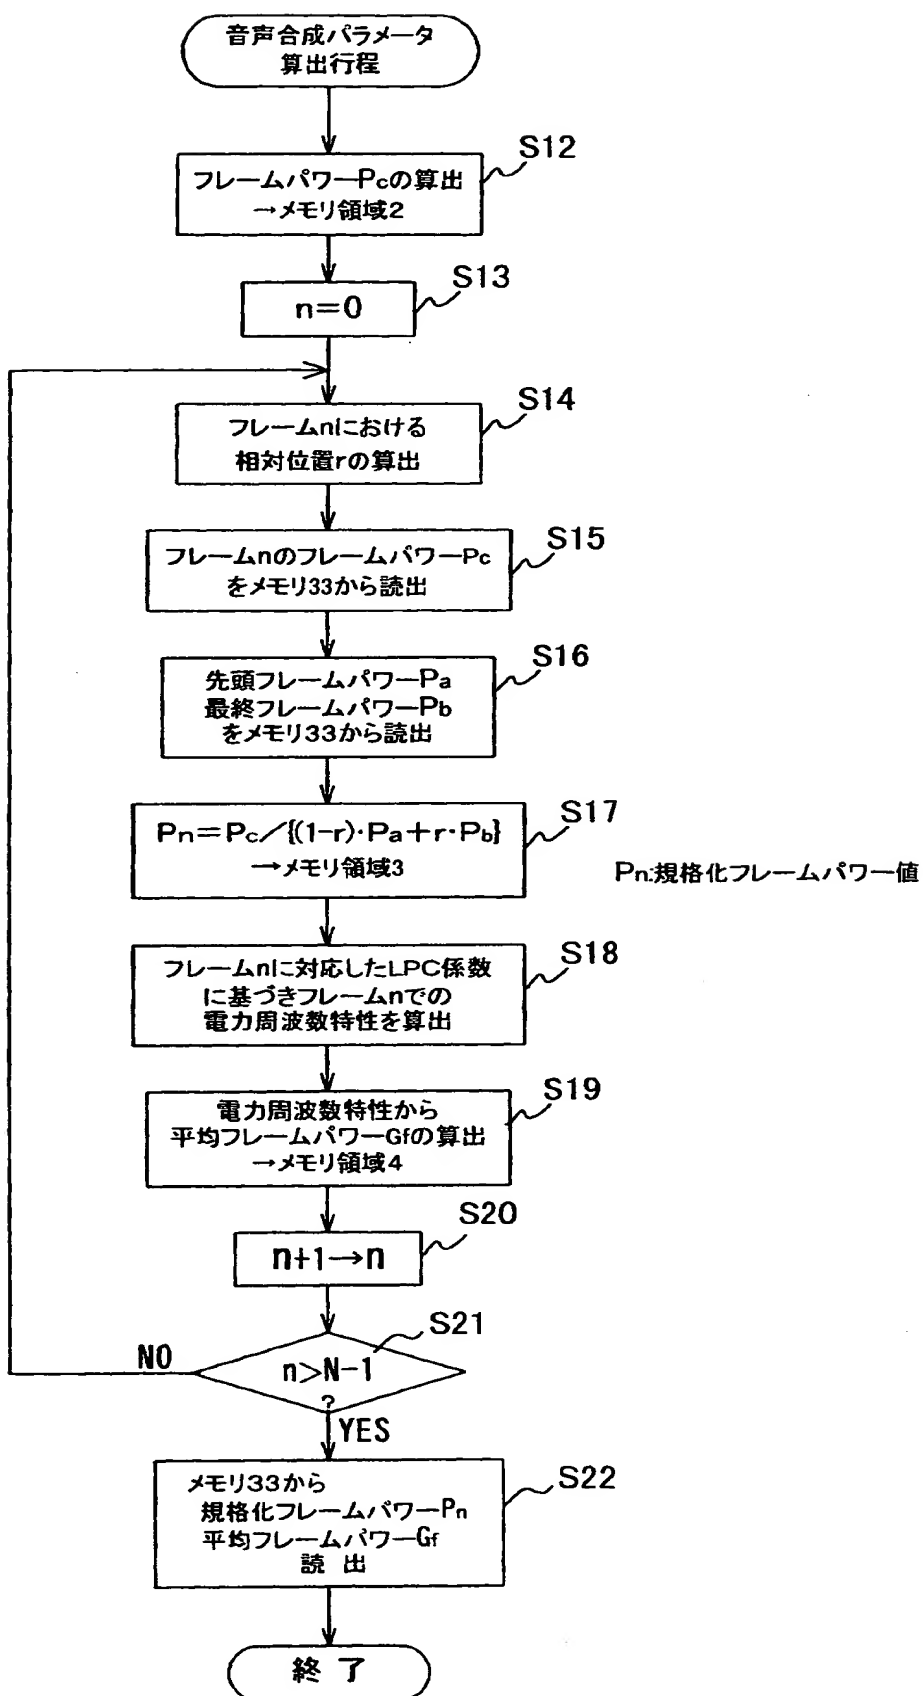 音声合成パラメータ
算出行程
S12
フレームパワーPcの算出
→メモリ領域2
S13
n=0
S14
フレームnにおける
相対位置rの算出
S15
フレームnのフレームパワーPc
をメモリ33から読出
S16
先頭フレームパワーPa
最終フレームパワーPb
をメモリ33から読出
S17
Pn=Pc/{(1-r)·Pa+r·Pb}
→メモリ領域3
Pn:規格化フレームパワー値
S18
フレームnに対応したLPC係数
に基づきフレームnでの
電力周波数特性を算出
S19
電力周波数特性から
平均フレームパワーGfの算出
→メモリ領域4
S20
n+1→n
S21
NO
n>N-1
?
YES
S22
メモリ33から
規格化フレームパワーPn
平均フレームパワーGf
読出
終了